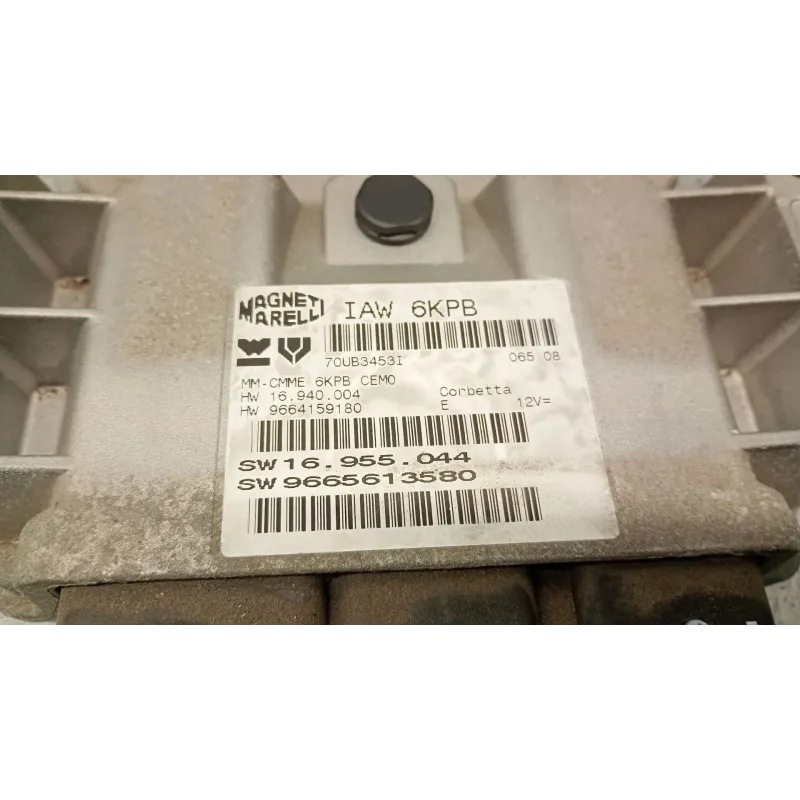 MAGNETI MARELLI
IAW 6KPB
70UB3453I 065 08
MM-CMME 6KPB CEMO
HW 16.940.004 Corbetta
HW 9664159180 E 12V=
SW 16.955.044
SW 9665613580